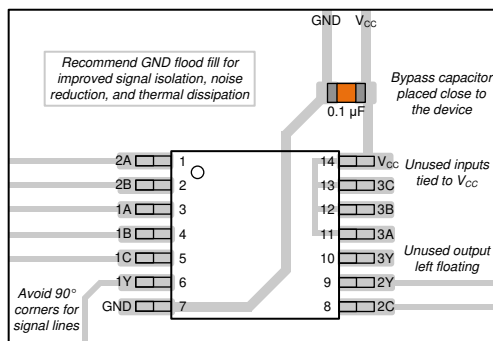 GND VCC
Recommend GND flood fill for
improved signal isolation, noise
reduction, and thermal dissipation
Bypass capacitor
placed close to
the device
0.1 µF
2A 1
2B 2
1A 3
1B 4
1C 5
1Y 6
GND 7
14 VCC
13 3C
12 3B
11 3A
10 3Y
9 2Y
8 2C
Unused inputs
tied to VCC
Unused output
left floating
Avoid 90°
corners for
signal lines